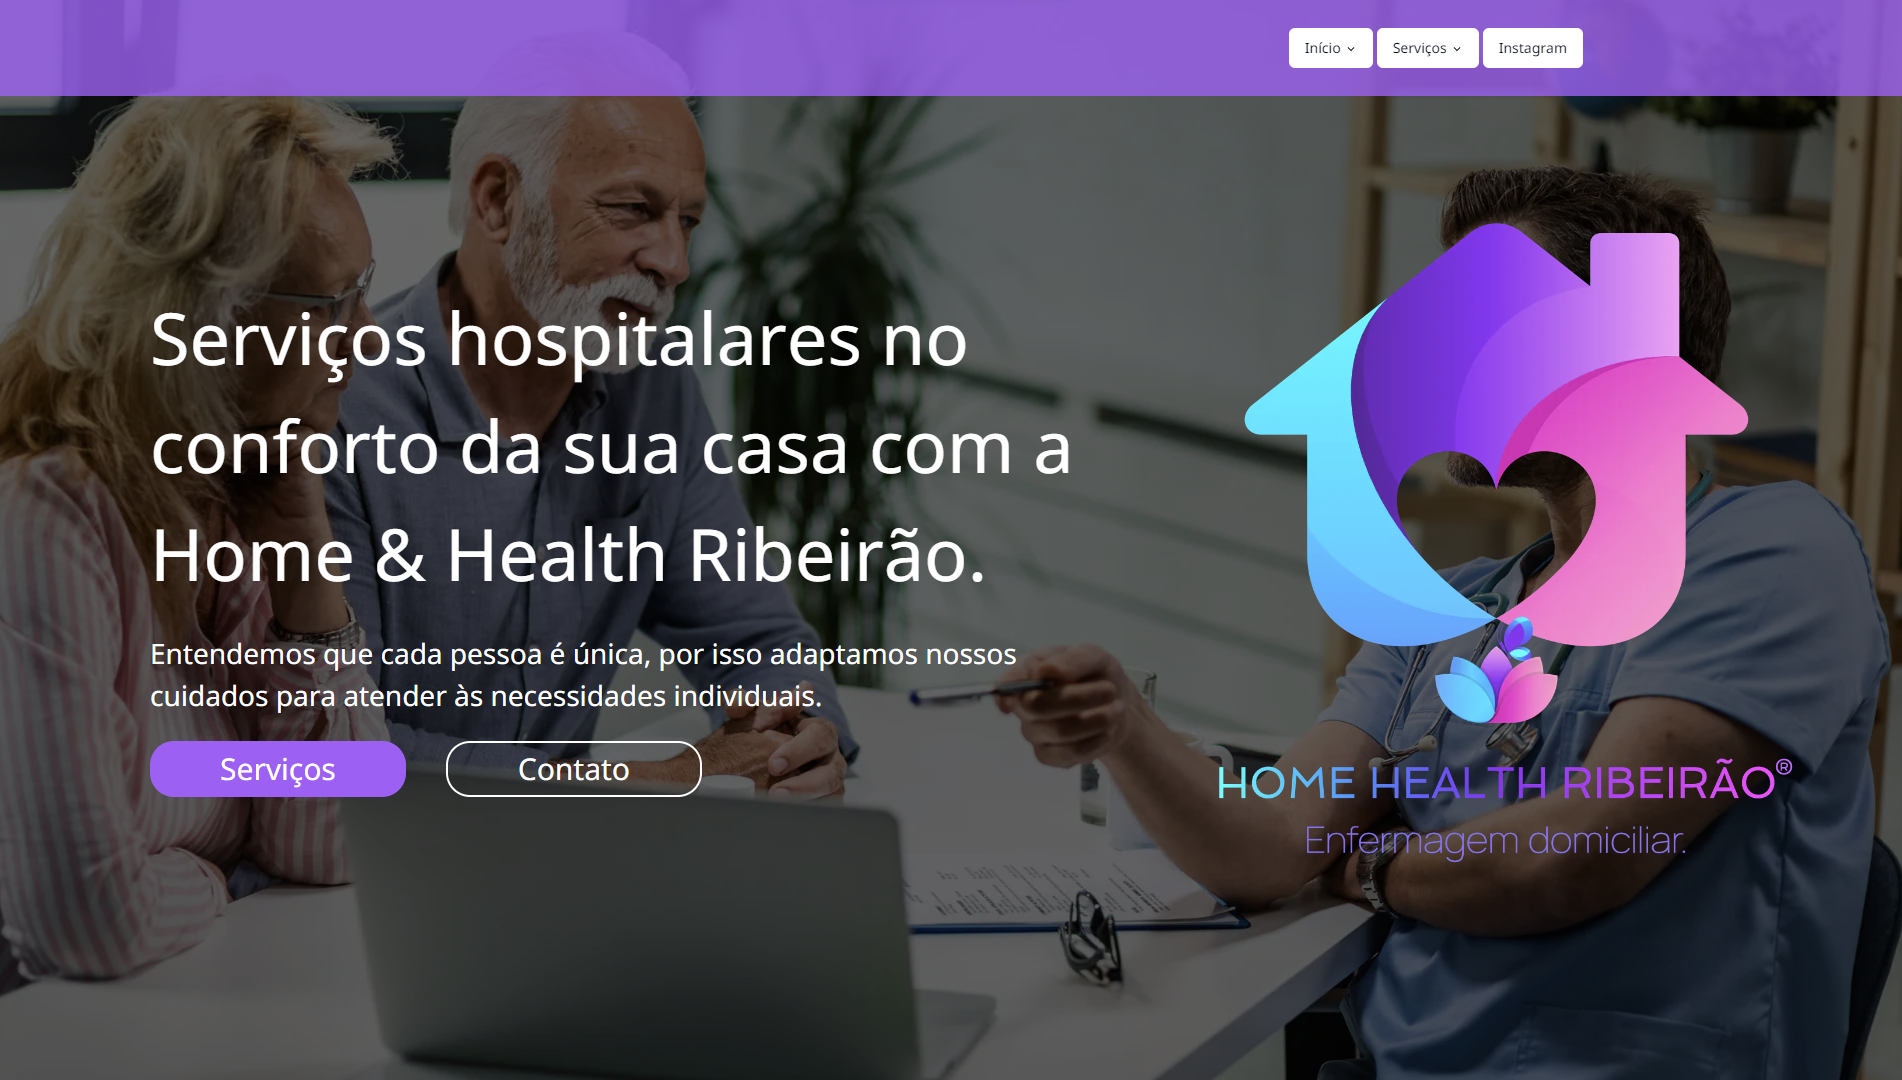 Início
Serviços
Instagram
Serviços hospitalares no
conforto da sua casa com a
Home & Health Ribeirão.
Entendemos que cada pessoa é única, por isso adaptamos nossos
cuidados para atender às necessidades individuais.
Serviços
Contato
HOME HEALTH RIBEIRÃO®
Enfermagem domiciliar.